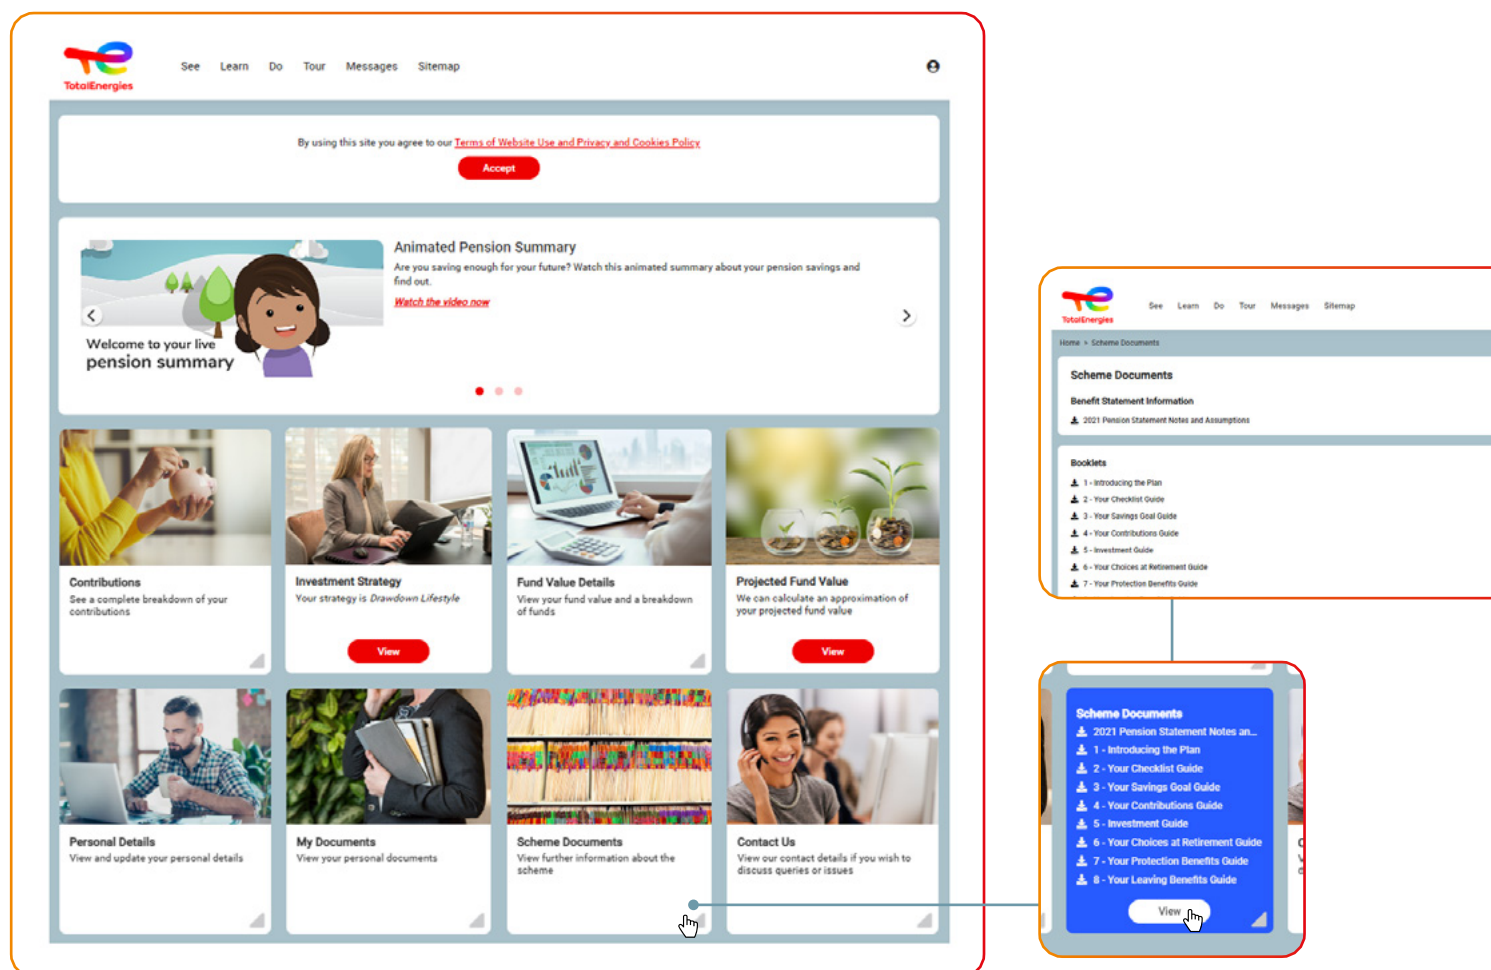 TotalEnergies
See Learn Do Tour Messages Sitemap
By using this site you agree to our Terms of Website Use and Privacy and Cookies Policy
Accept
Animated Pension Summary
Are you saving enough for your future? Watch this animated summary about your pension savings and
find out.
Watch the video now
Welcome to your live
pension summary
Contributions
See a complete breakdown of your
contributions
Investment Strategy
Your strategy is Drawdown Lifestyle
View
Fund Value Details
View your fund value and a breakdown
of funds
Projected Fund Value
We can calculate an approximation of
your projected fund value
View
Personal Details
View and update your personal details
My Documents
View your personal documents
Scheme Documents
View further information about the
scheme
Contact Us
View our contact details if you wish to
discuss queries or issues
TotalEnergies
See Learn Do Tour Messages Sitemap
Home > Scheme Documents
Scheme Documents
Benefit Statement Information
2021 Pension Statement Notes and Assumptions
Booklets
1 - Introducing the Plan
2 - Your Checklist Guide
3 - Your Savings Goal Guide
4 - Your Contributions Guide
5 - Investment Guide
6 - Your Choices at Retirement Guide
7 - Your Protection Benefits Guide
Scheme Documents
2021 Pension Statement Notes an...
1 - Introducing the Plan
2 - Your Checklist Guide
3 - Your Savings Goal Guide
4 - Your Contributions Guide
5 - Investment Guide
6 - Your Choices at Retirement Guide
7 - Your Protection Benefits Guide
8 - Your Leaving Benefits Guide
View